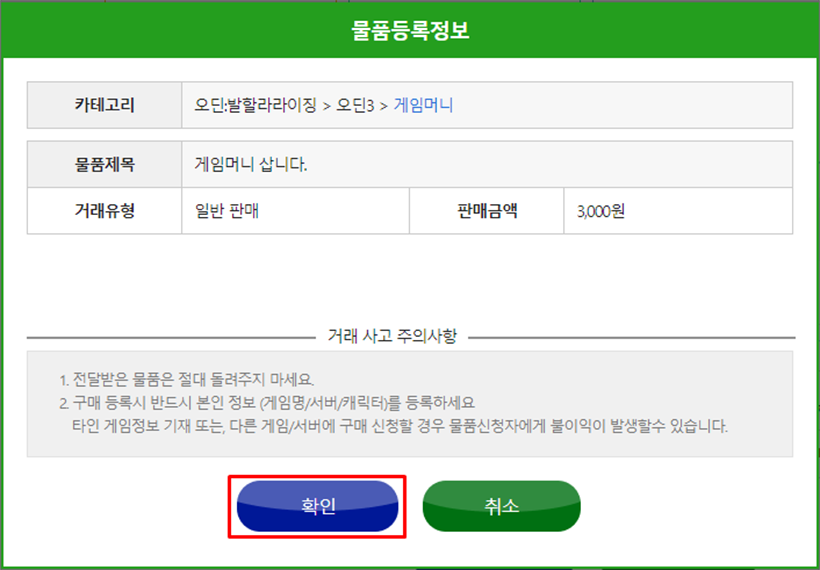 물품등록정보
카테고리 오딘:발할라라이징 > 오딘3 > 게임머니
물품제목 게임머니 삽니다.
거래유형 일반 판매 판매금액 3,000원
거래 사고 주의사항
1. 전달받은 물품은 절대 돌려주지 마세요.
2. 구매 등록시 반드시 본인 정보 (게임명/서버/캐릭터)를 등록하세요
타인 게임정보 기재 또는, 다른 게임/서버에 구매 신청할 경우 물품신청자에게 불이익이 발생할수 있습니다.
확인 취소